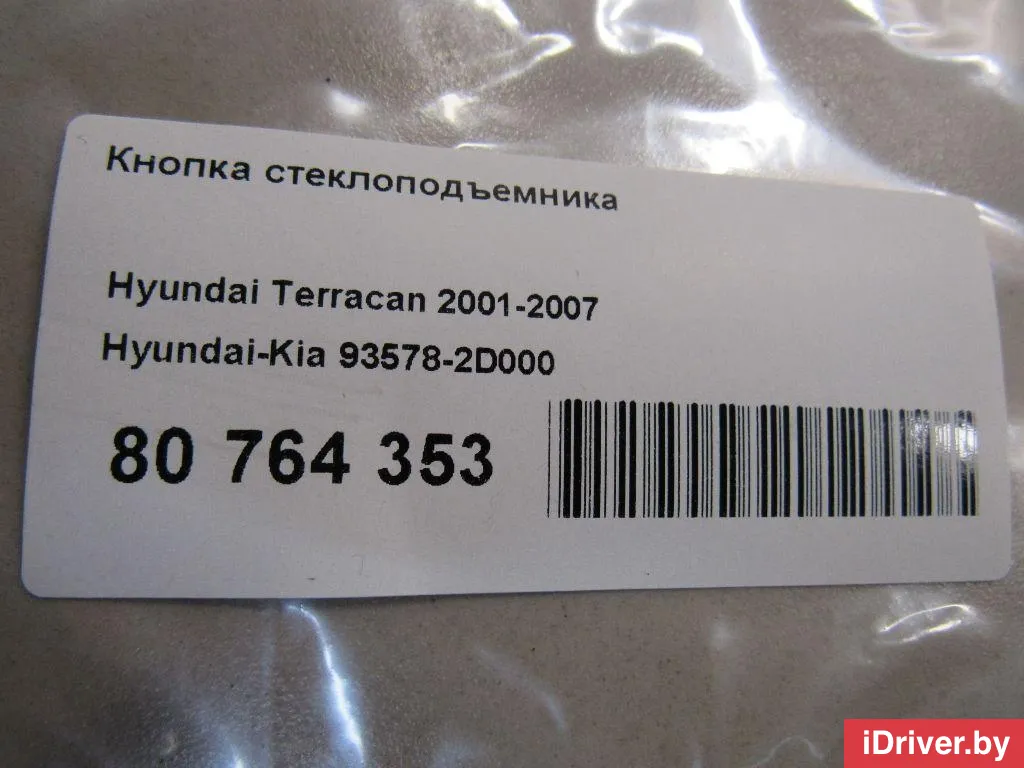 Кнопка стеклоподъемника
Hyundai Terracan 2001-2007
Hyundai-Kia 93578-2D000
80 764 353
iDriver.by